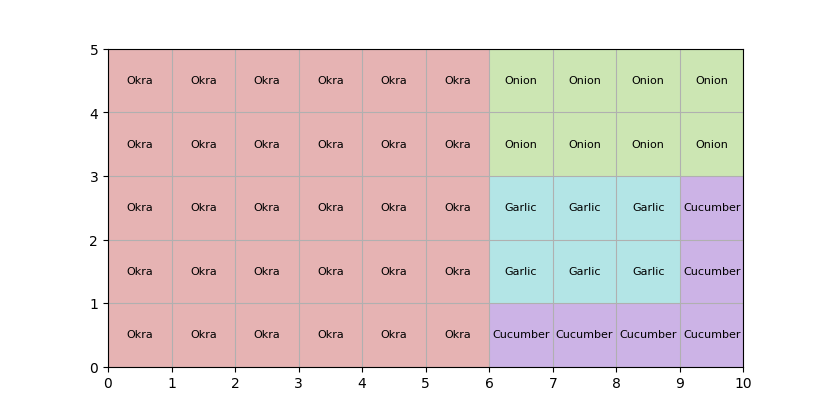 5
Okra Okra Okra Okra Okra Okra Onion Onion Onion Onion
4
Okra Okra Okra Okra Okra Okra Onion Onion Onion Onion
3
Okra Okra Okra Okra Okra Okra Garlic Garlic Garlic Cucumber
2
Okra Okra Okra Okra Okra Okra Garlic Garlic Garlic Cucumber
1
Okra Okra Okra Okra Okra Okra Cucumber Cucumber Cucumber Cucumber
0
0 1 2 3 4 5 6 7 8 9 10